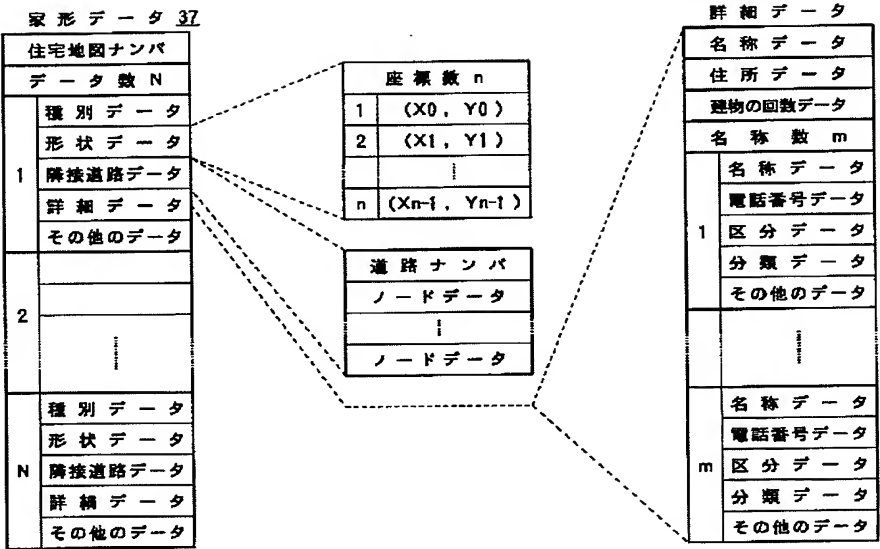 家形データ 37
住宅地図ナンバ
データ数N
1
種別データ
形状データ
隣接道路データ
詳細データ
その他のデータ
2
N
種別データ
形状データ
隣接道路データ
詳細データ
その他のデータ
座標数n
1 (X0, Y0)
2 (X1, Y1)
n (Xn-1, Yn-1)
道路ナンバ
ノードデータ
ノードデータ
詳細データ
名称データ
住所データ
建物の回数データ
名称数m
1
名称データ
電話番号データ
区分データ
分類データ
その他のデータ
m
名称データ
電話番号データ
区分データ
分類データ
その他のデータ